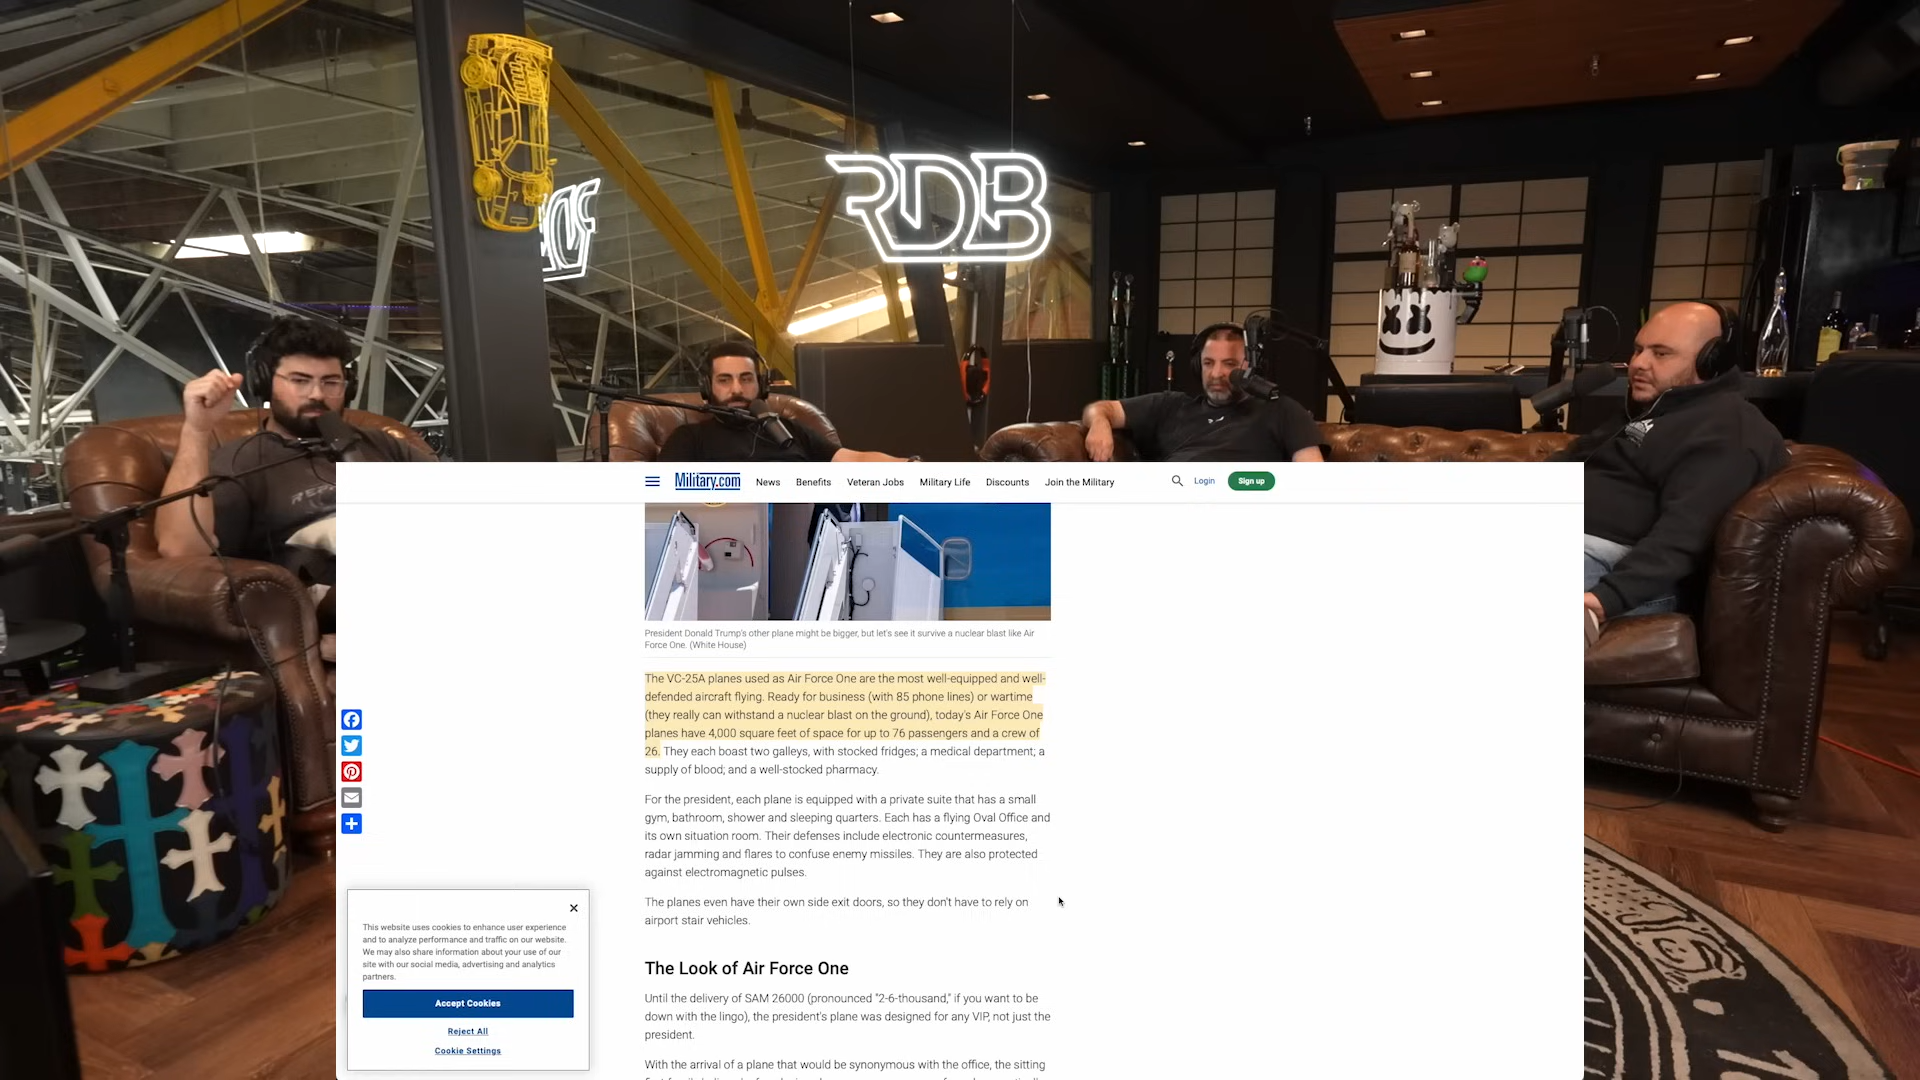 RDB
Military.com
News
Benefits
Veteran Jobs
Military Life
Discounts
Join the Military
Login
Sign up
President Donald Trump's other plane might be bigger, but let's see it survive a nuclear blast like Air
Force One. (White House)
The VC-25A planes used as Air Force One are the most well-equipped and well-
defended aircraft flying. Ready for business (with 85 phone lines) or wartime
(they really can withstand a nuclear blast on the ground), today's Air Force One
planes have 4,000 square feet of space for up to 76 passengers and a crew of
26. They each boast two galleys, with stocked fridges; a medical department; a
supply of blood; and a well-stocked pharmacy.
For the president, each plane is equipped with a private suite that has a small
gym, bathroom, shower and sleeping quarters. Each has a flying Oval Office and
its own situation room. Their defenses include electronic countermeasures,
radar jamming and flares to confuse enemy missiles. They are also protected
against electromagnetic pulses.
The planes even have their own side exit doors, so they don't have to rely on
airport stair vehicles.
The Look of Air Force One
Until the delivery of SAM 26000 (pronounced "2-6-thousand," if you want to be
down with the lingo), the president's plane was designed for any VIP, not just the
president.
With the arrival of a plane that would be synonymous with the office, the sitting
This website uses cookies to enhance user experience
and to analyze performance and traffic on our website.
We may also share information about your use of our
site with our social media, advertising and analytics
partners.
Accept Cookies
Reject All
Cookie Settings